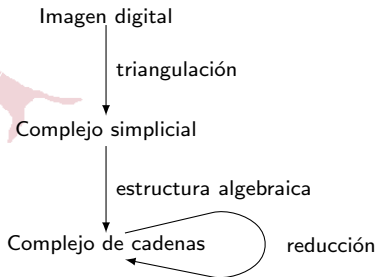 Imagen digital
triangulación
Complejo simplicial
estructura algebraica
Complejo de cadenas
reducción